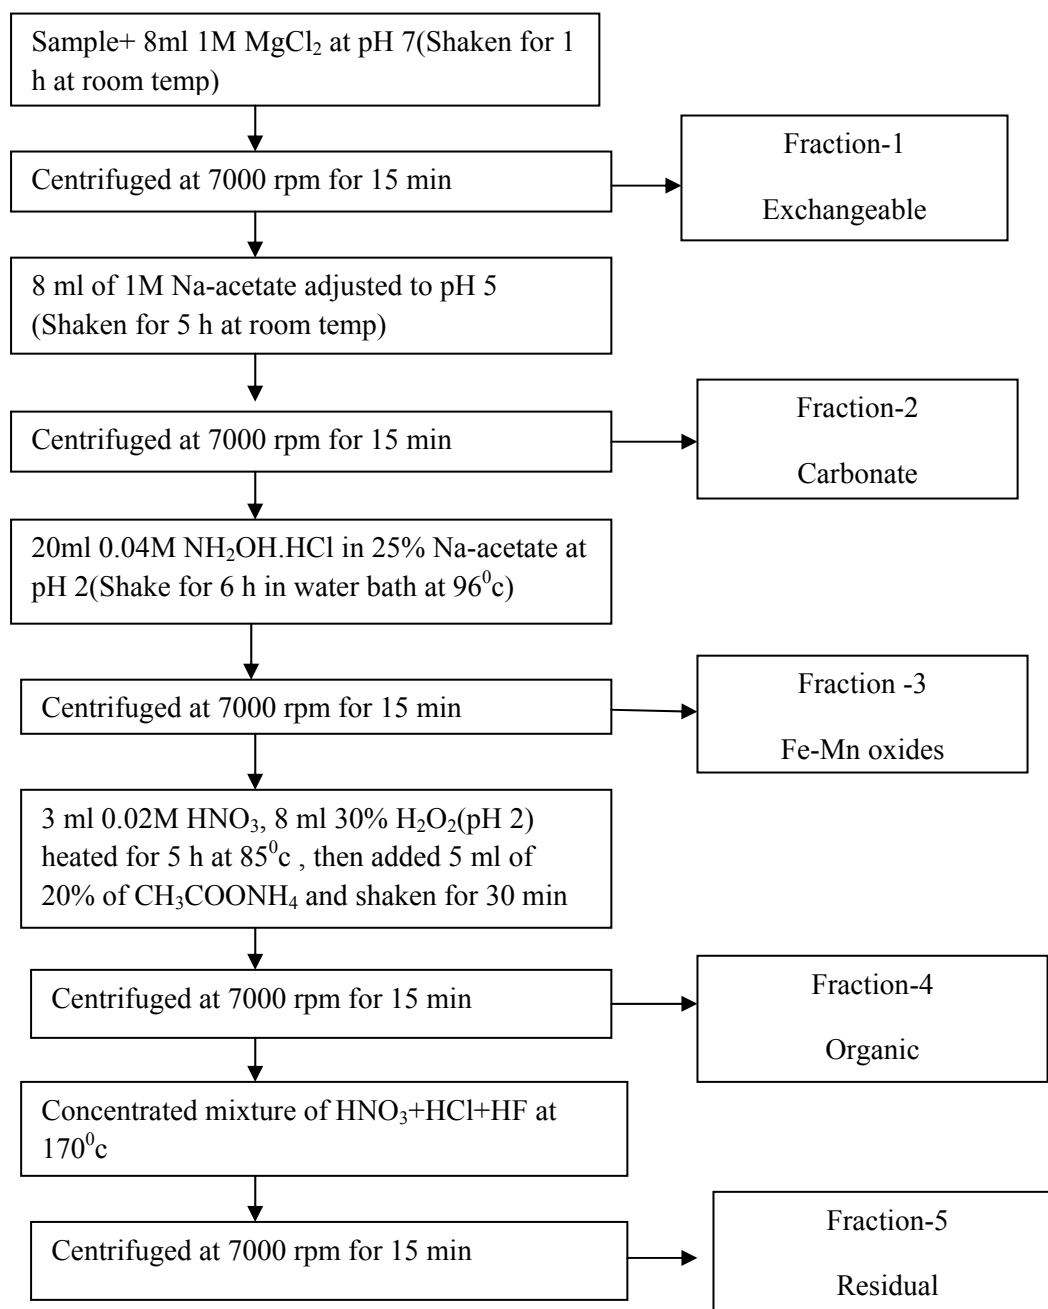 Sample+ 8ml 1M MgCl₂ at pH 7(Shaken for 1
h at room temp)
Centrifuged at 7000 rpm for 15 min
Fraction-1
Exchangeable
8 ml of 1M Na-acetate adjusted to pH 5
(Shaken for 5 h at room temp)
Centrifuged at 7000 rpm for 15 min
Fraction-2
Carbonate
20ml 0.04M NH₂OH.HCl in 25% Na-acetate at
pH 2(Shake for 6 h in water bath at 96⁰c)
Centrifuged at 7000 rpm for 15 min
Fraction -3
Fe-Mn oxides
3 ml 0.02M HNO₃, 8 ml 30% H₂O₂(pH 2)
heated for 5 h at 85⁰c , then added 5 ml of
20% of CH₃COONH₄ and shaken for 30 min
Centrifuged at 7000 rpm for 15 min
Fraction-4
Organic
Concentrated mixture of HNO₃+HCl+HF at
170⁰c
Centrifuged at 7000 rpm for 15 min
Fraction-5
Residual